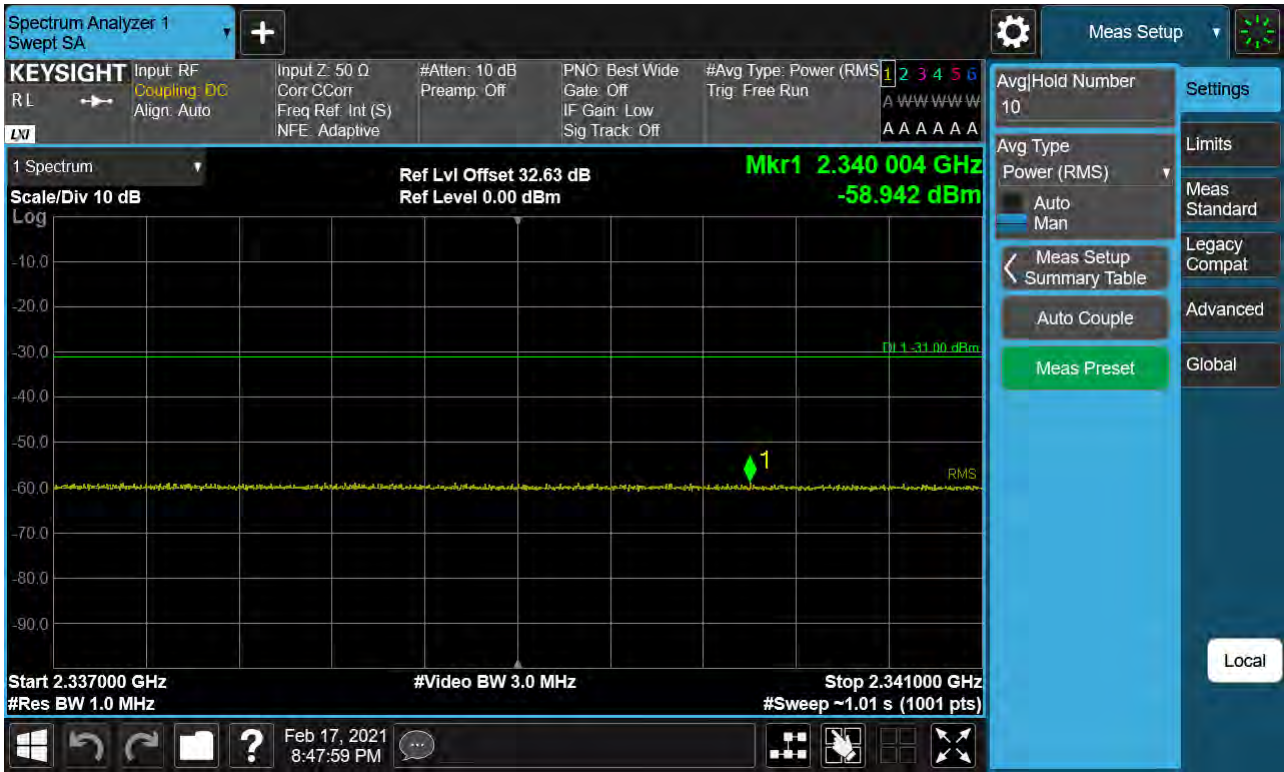 Spectrum Analyzer 1
Swept SA
Meas Setup
KEYSIGHT
RL
LXI
Input: RF
Coupling: DC
Align: Auto
Input Z: 50 Ω
Corr CCorr
Freq Ref: Int (S)
NFE: Adaptive
#Atten: 10 dB
Preamp: Off
PNO: Best Wide
Gate: Off
IF Gain: Low
Sig Track: Off
#Avg Type: Power (RMS
Trig: Free Run
1 2 3 4 5 6
A W W W W W
A A A A A A
1 Spectrum
Scale/Div 10 dB
Log
Ref Lvl Offset 32.63 dB
Ref Level 0.00 dBm
Mkr1 2.340 004 GHz
-58.942 dBm
-10.0
-20.0
-30.0
DL1 -31.00 dBm
-40.0
-50.0
1
RMS
-60.0
-70.0
-80.0
-90.0
Start 2.337000 GHz
#Res BW 1.0 MHz
#Video BW 3.0 MHz
Stop 2.341000 GHz
#Sweep ~1.01 s (1001 pts)
Avg|Hold Number
10
Avg Type
Power (RMS)
Auto
Man
Meas Setup
Summary Table
Auto Couple
Meas Preset
Settings
Limits
Meas
Standard
Legacy
Compat
Advanced
Global
Local
?
Feb 17, 2021
8:47:59 PM